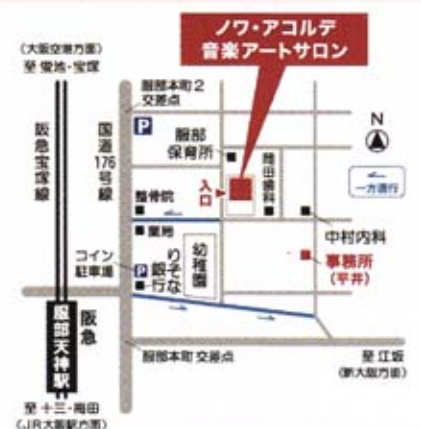 ノワ・アコルデ
音楽アートサロン
(大阪空港方面)
至 蛍池・宝塚
服部本町2
交差点
P
服部
保育所
岡田歯科
N
一方通行
阪急宝塚線
国道176号線
整骨院
入口
中村内科
薬局
コイン
駐車場
P
りそな
銀行
幼稚園
事務所
(平井)
阪急
服部天神駅
服部本町 交差点
至 江坂
(新大阪方面)
至 十三・梅田
(JR大阪駅方面)